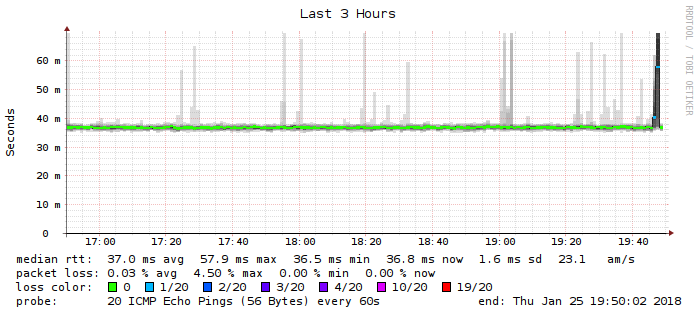 Last 3 Hours
RRDTOOL / TOBI OETIKER
Seconds
60 m
50 m
40 m
30 m
20 m
10 m
0
17:00 17:20 17:40 18:00 18:20 18:40 19:00 19:20 19:40
median rtt: 37.0 ms avg 57.9 ms max 36.5 ms min 36.8 ms now 1.6 ms sd 23.1 am/s
packet loss: 0.03 % avg 4.50 % max 0.00 % min 0.00 % now
loss color: 0 1/20 2/20 3/20 4/20 10/20 19/20
probe: 20 ICMP Echo Pings (56 Bytes) every 60s end: Thu Jan 25 19:50:02 2018